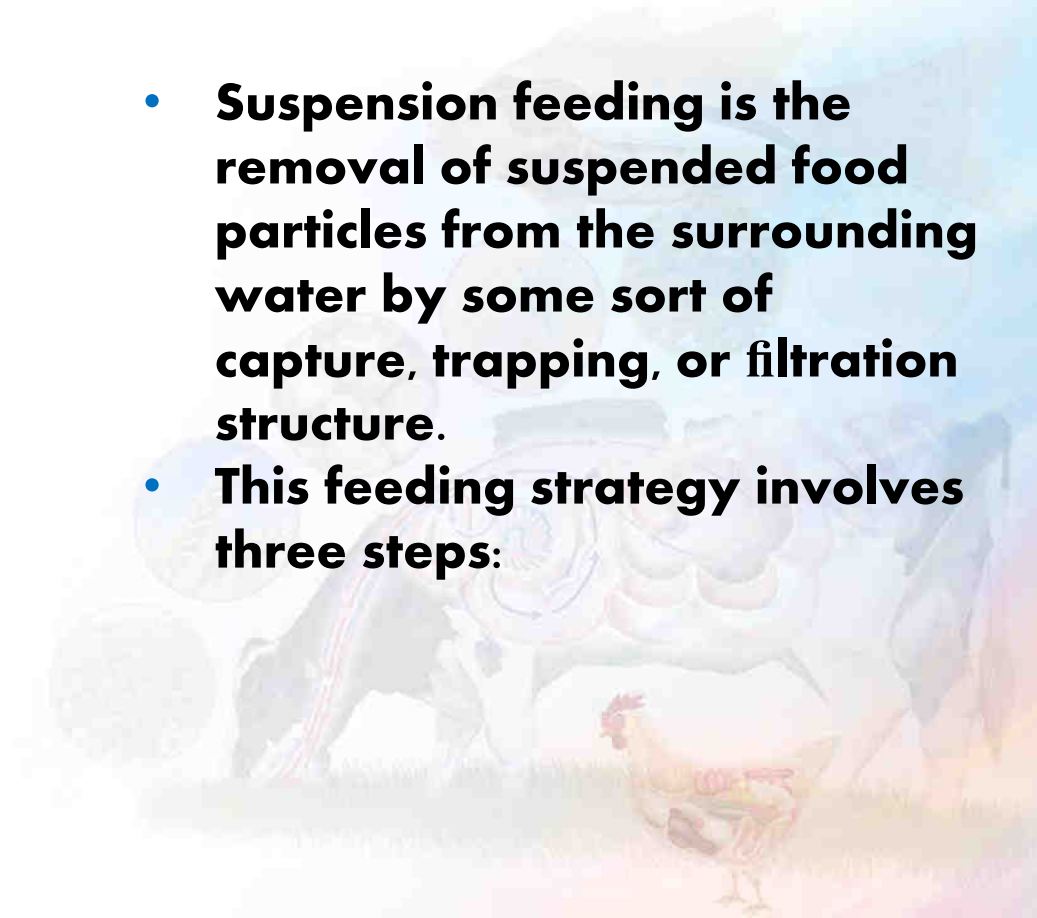 • Suspension feeding is the
removal of suspended food
particles from the surrounding
water by some sort of
capture, trapping, or filtration
structure.
• This feeding strategy involves
three steps: